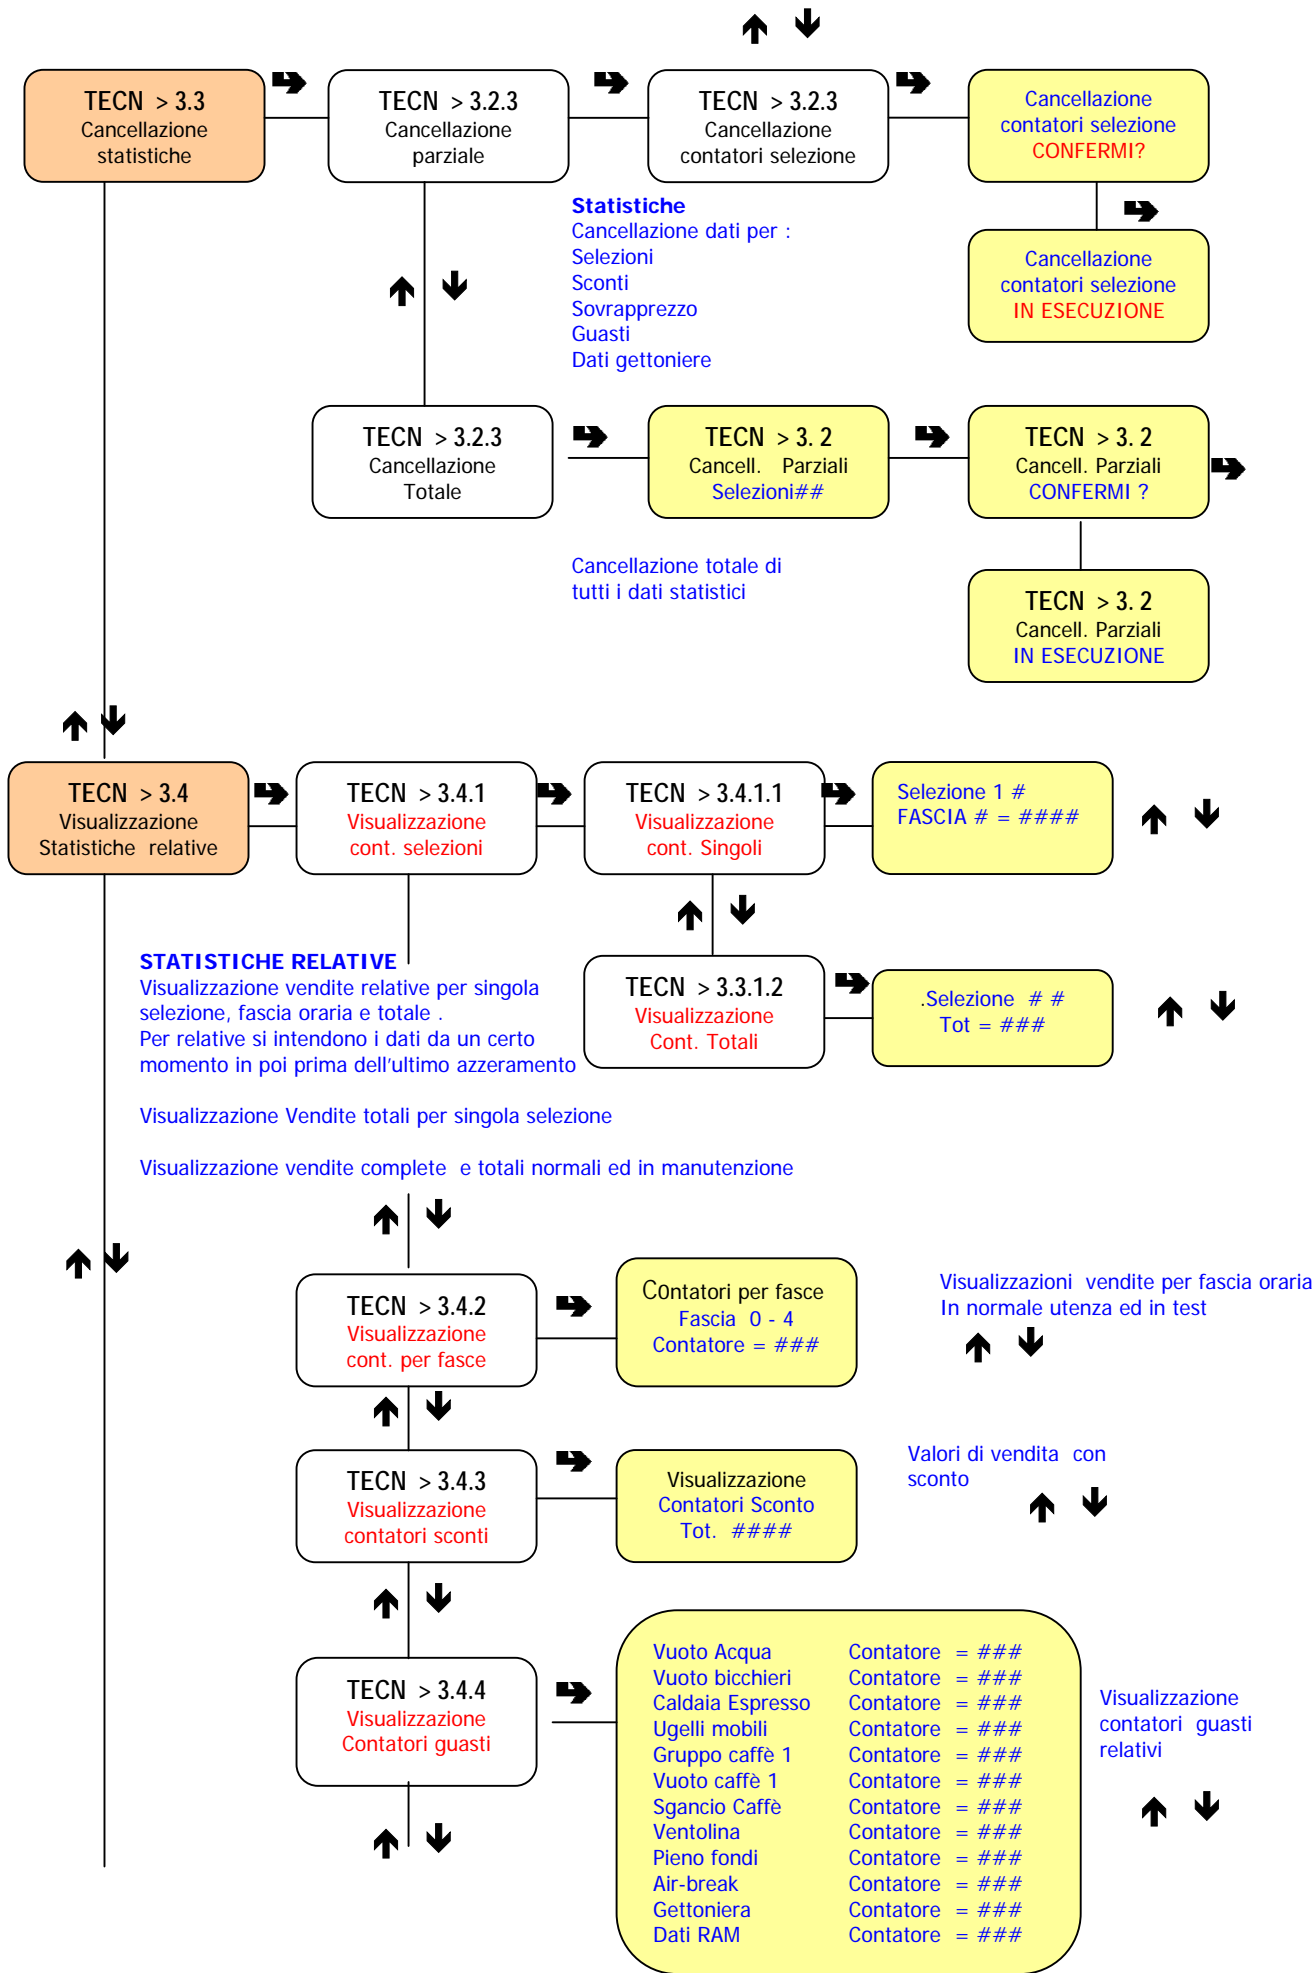 TECN > 3.3
Cancellazione
statistiche
TECN > 3.2.3
Cancellazione
parziale
TECN > 3.2.3
Cancellazione
contatori selezione
Cancellazione
contatori selezione
CONFERMI?
Statistiche
Cancellazione dati per :
Selezioni
Sconti
Sovrapprezzo
Guasti
Dati gettoniere
Cancellazione
contatori selezione
IN ESECUZIONE
TECN > 3.2.3
Cancellazione
Totale
TECN > 3. 2
Cancell. Parziali
Selezioni##
TECN > 3. 2
Cancell. Parziali
CONFERMI ?
Cancellazione totale di
tutti i dati statistici
TECN > 3. 2
Cancell. Parziali
IN ESECUZIONE
TECN > 3.4
Visualizzazione
Statistiche relative
TECN > 3.4.1
Visualizzazione
cont. selezioni
TECN > 3.4.1.1
Visualizzazione
cont. Singoli
Selezione 1 #
FASCIA # = ####
STATISTICHE RELATIVE
Visualizzazione vendite relative per singola
selezione, fascia oraria e totale .
Per relative si intendono i dati da un certo
momento in poi prima dell'ultimo azzeramento
TECN > 3.3.1.2
Visualizzazione
Cont. Totali
.Selezione # #
Tot = ###
Visualizzazione Vendite totali per singola selezione
Visualizzazione vendite complete e totali normali ed in manutenzione
TECN > 3.4.2
Visualizzazione
cont. per fasce
C0ntatori per fasce
Fascia 0 - 4
Contatore = ###
Visualizzazioni vendite per fascia oraria
In normale utenza ed in test
TECN > 3.4.3
Visualizzazione
contatori sconti
Visualizzazione
Contatori Sconto
Tot. ####
Valori di vendita con
sconto
TECN > 3.4.4
Visualizzazione
Contatori guasti
Vuoto Acqua Contatore = ###
Vuoto bicchieri Contatore = ###
Caldaia Espresso Contatore = ###
Ugelli mobili Contatore = ###
Gruppo caffè 1 Contatore = ###
Vuoto caffè 1 Contatore = ###
Sgancio Caffè Contatore = ###
Ventolina Contatore = ###
Pieno fondi Contatore = ###
Air-break Contatore = ###
Gettoniera Contatore = ###
Dati RAM Contatore = ###
Visualizzazione
contatori guasti
relativi